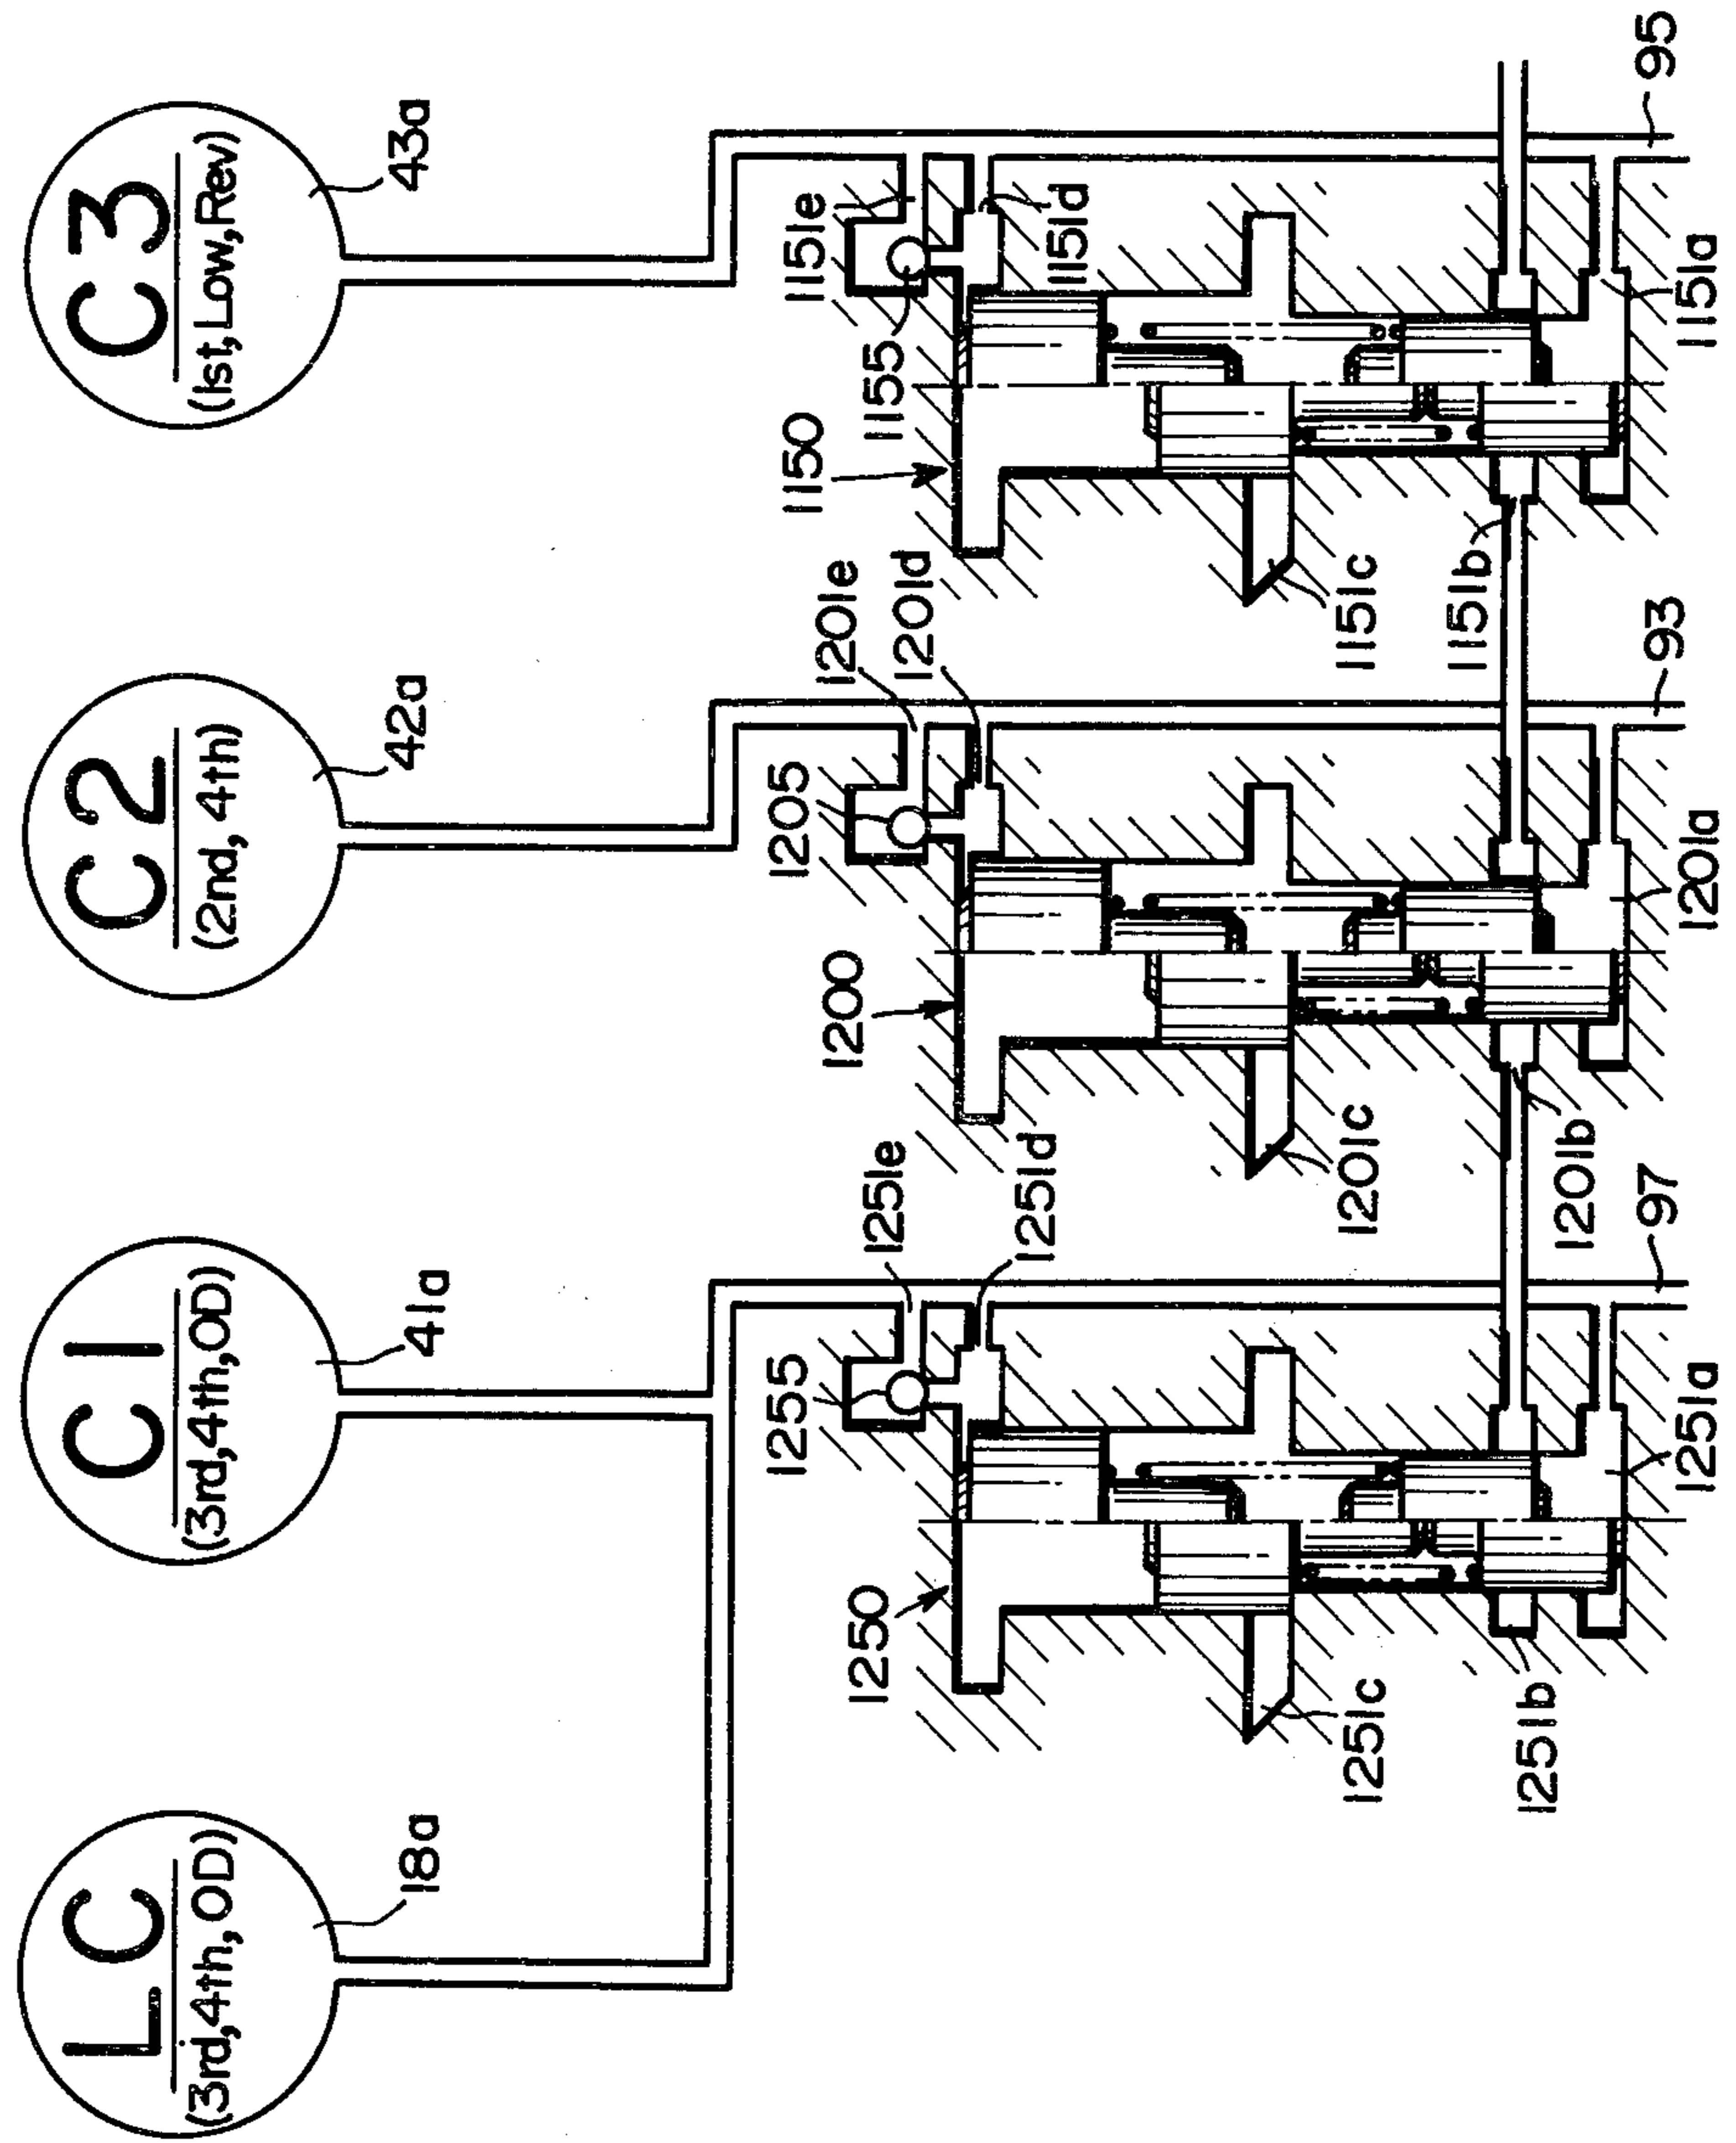 LC
(3rd,4th,OD)
18a
C1
(3rd,4th,OD)
41a
C2
(2nd, 4th)
42a
C3
(1st,Low,Rev)
43a
1250
1255
1251e
1251d
1251c
1251b
1251a
97
1200
1205
1201e
1201d
1201c
1201b
1201a
93
1150
1155
1151e
1151d
1151c
1151b
1151a
95